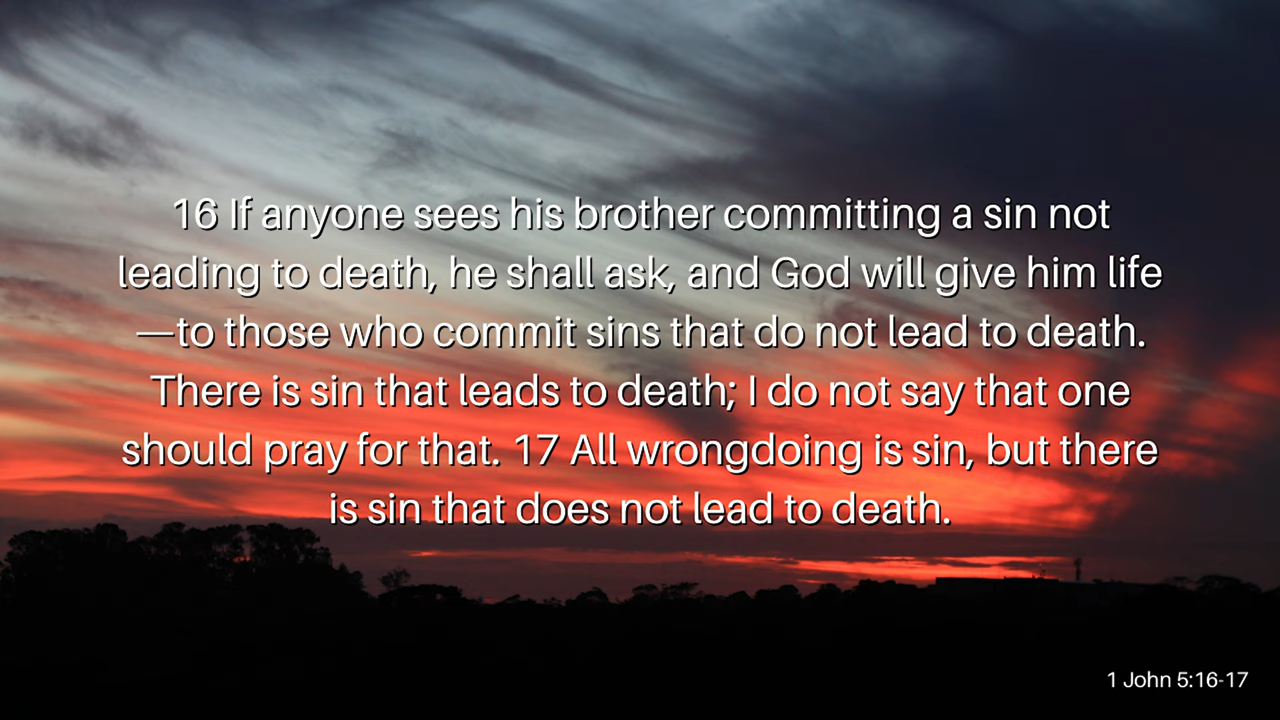 16 If anyone sees his brother committing a sin not
leading to death, he shall ask, and God will give him life
—to those who commit sins that do not lead to death.
There is sin that leads to death; I do not say that one
should pray for that. 17 All wrongdoing is sin, but there
is sin that does not lead to death.
1 John 5:16-17